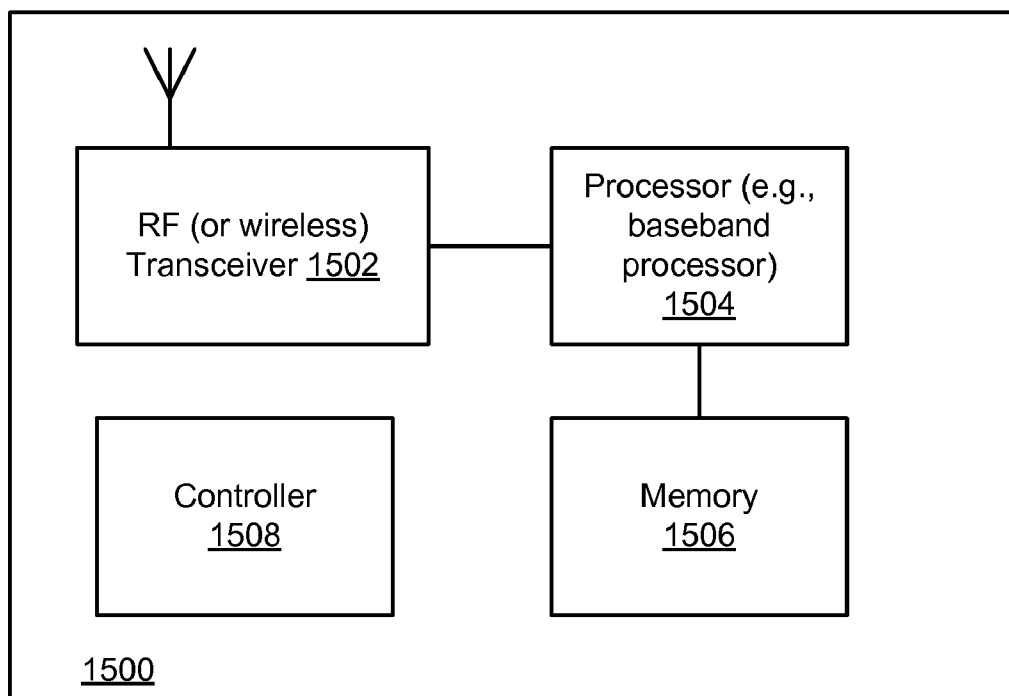 RF (or wireless)
Transceiver 1502
Processor (e.g.,
baseband
processor)
1504
Controller
1508
Memory
1506
1500